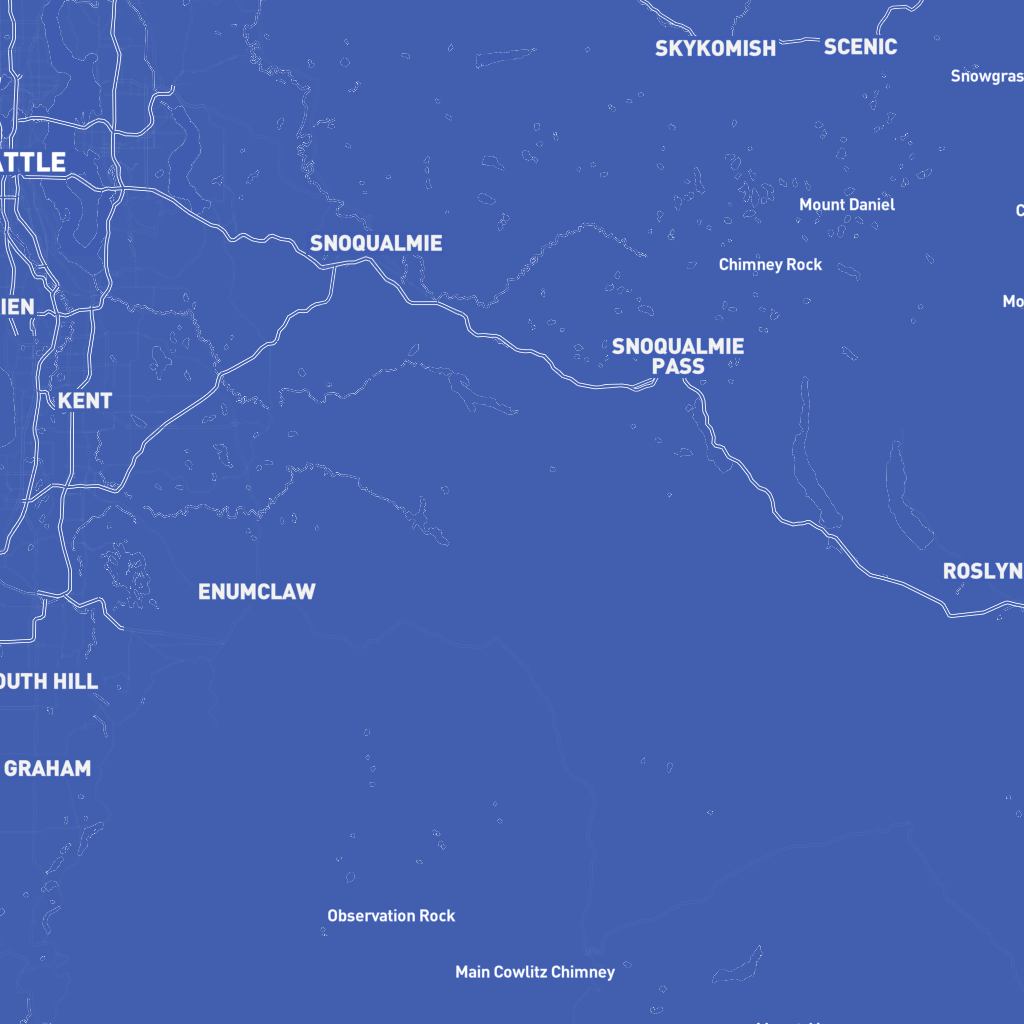 SKYKOMISH
SCENIC
Snowgras
ATTLE
Mount Daniel
C
SNOQUALMIE
Chimney Rock
IEN
Mo
SNOQUALMIE
PASS
KENT
ROSLYN
ENUMCLAW
OUTH HILL
GRAHAM
Observation Rock
Main Cowlitz Chimney